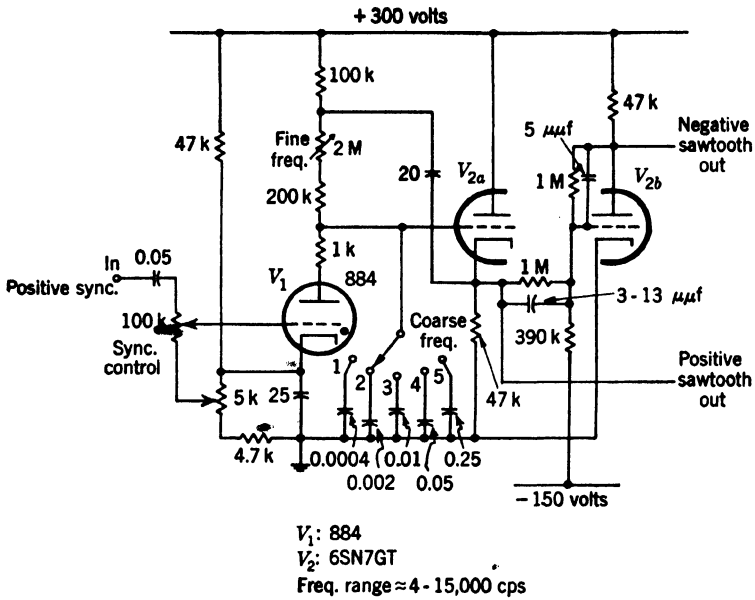 + 300 volts
100 k
47 k
5 μμf
Negative
sawtooth
out
47 k
Fine
freq.
2 M
20
V2a
1 M
V2b
200 k
1 k
In
0.05
Positive sync.
V1
884
1 M
3 - 13 μμf
100 k
Sync.
control
Coarse
freq.
390 k
1
2
3
4
5
Positive
sawtooth
out
5 k
25
47 k
4.7 k
0.0004
0.01
0.25
0.002
0.05
- 150 volts
V1: 884
V2: 6SN7GT
Freq. range ≈ 4 - 15,000 cps